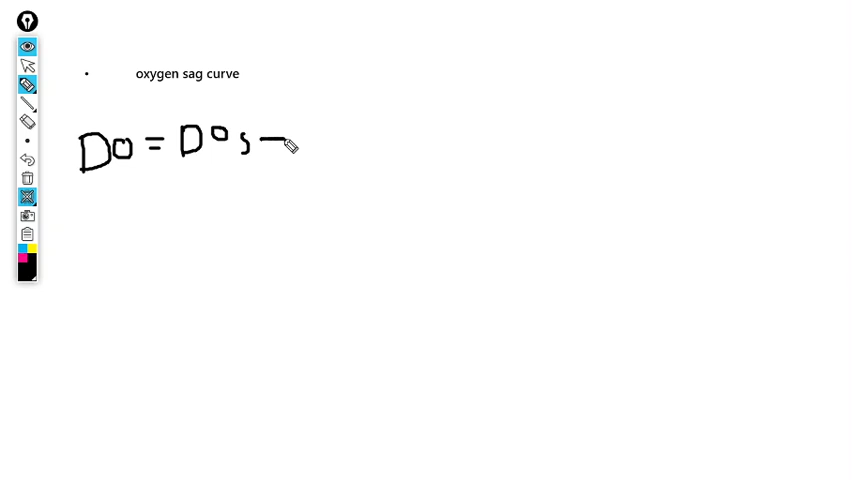 • oxygen sag curve
Do = Dos -